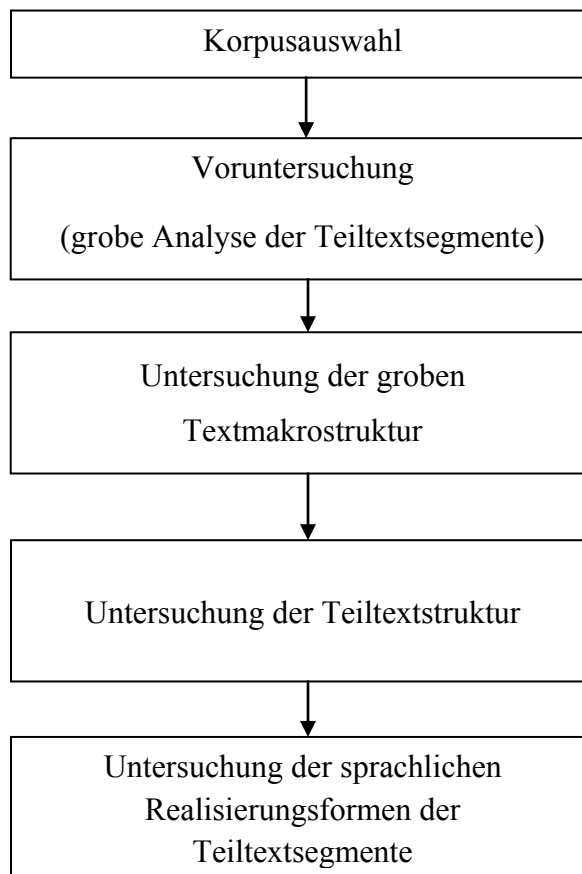 Korpusauswahl
Voruntersuchung
(grobe Analyse der Teiltextsegmente)
Untersuchung der groben
Textmakrostruktur
Untersuchung der Teiltextstruktur
Untersuchung der sprachlichen
Realisierungsformen der
Teiltextsegmente